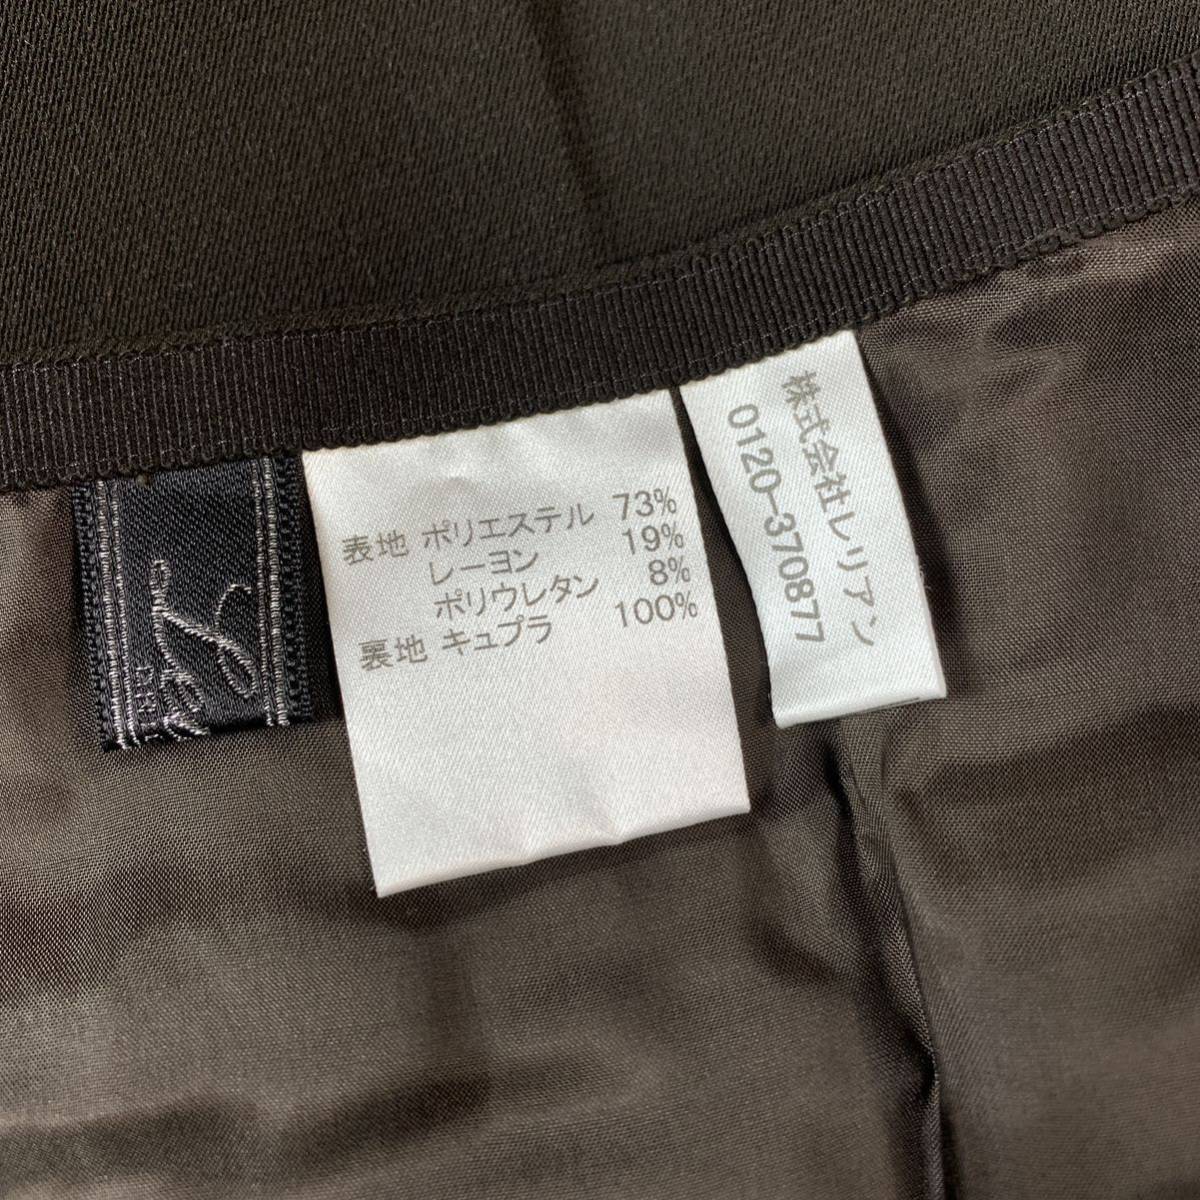 表地 ポリエステル 73%
レーヨン 19%
ポリウレタン 8%
裏地 キュプラ 100%
株式会社レリアン
0120-370877